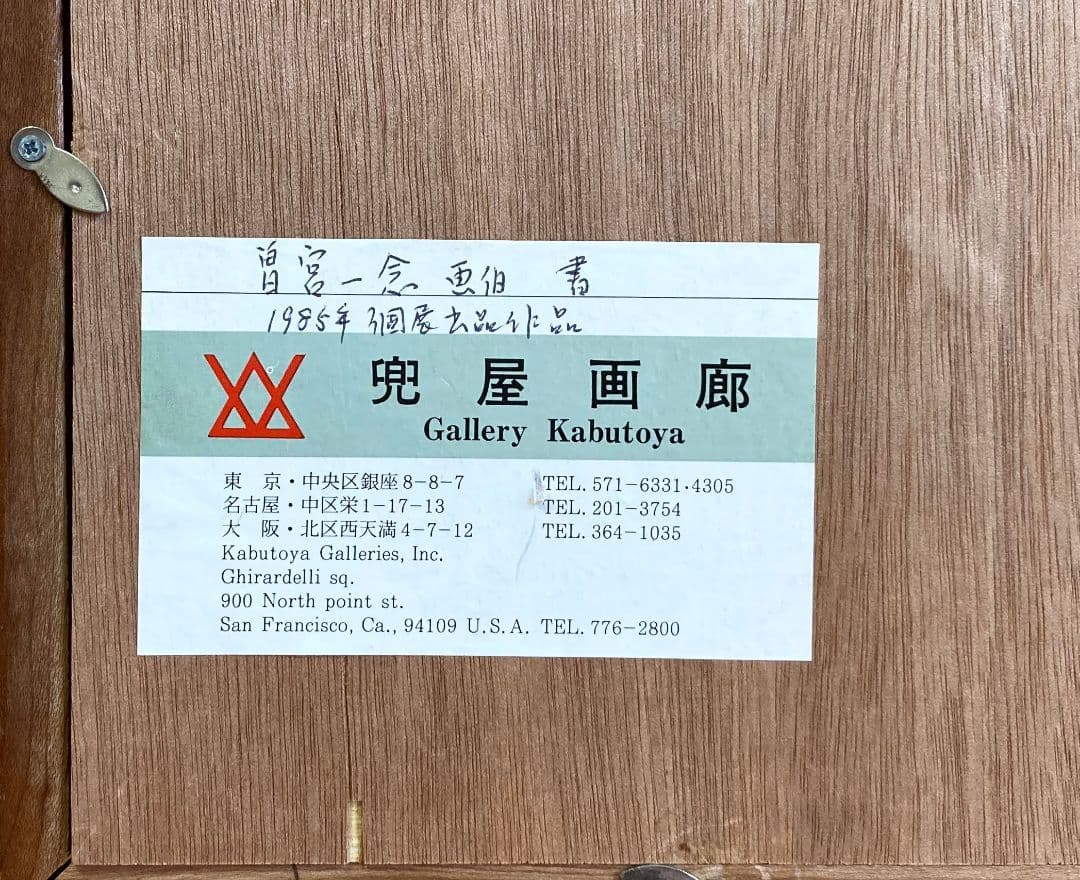 曽宮一念 画伯 書
1985年 個展出品作品
兜屋画廊
Gallery Kabutoya
東 京・中央区銀座8-8-7 TEL. 571-6331・4305
名古屋・中区栄1-17-13 TEL. 201-3754
大 阪・北区西天満4-7-12 TEL. 364-1035
Kabutoya Galleries, Inc.
Ghirardelli sq.
900 North point st.
San Francisco, Ca., 94109 U.S.A. TEL. 776-2800